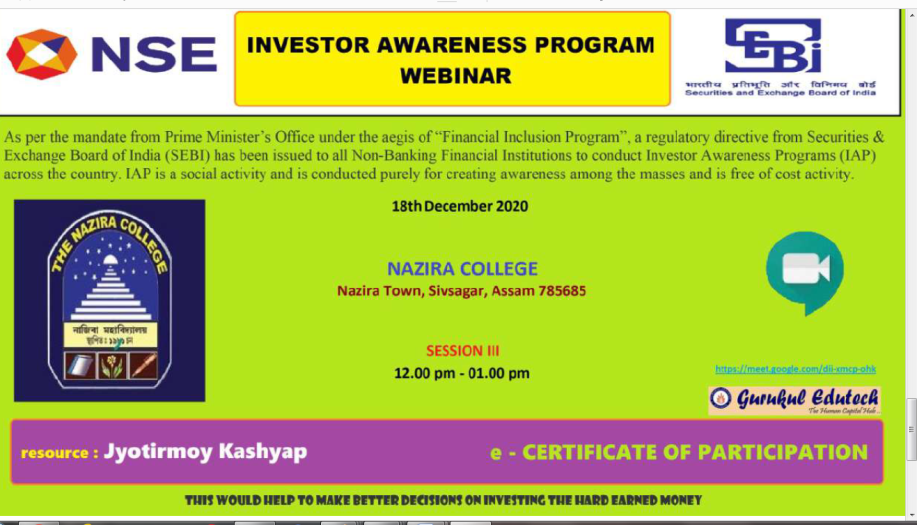 NSE
INVESTOR AWARENESS PROGRAM
WEBINAR
SEBI
भारतीय प्रतिभूति और विनिमय बोर्ड
Securities and Exchange Board of India
As per the mandate from Prime Minister's Office under the aegis of “Financial Inclusion Program”, a regulatory directive from Securities &
Exchange Board of India (SEBI) has been issued to all Non-Banking Financial Institutions to conduct Investor Awareness Programs (IAP)
across the country. IAP is a social activity and is conducted purely for creating awareness among the masses and is free of cost activity.
THE NAZIRA COLLEGE
নাজিৰা মহাবিদ্যালয়
স্থাপিত :
18th December 2020
NAZIRA COLLEGE
Nazira Town, Sivsagar, Assam 785685
SESSION III
12.00 pm - 01.00 pm
https://meet.google.com/dii-xmcp-ohk
Gurukul Edutech
The Human Capital Hub...
resource : Jyotirmoy Kashyap
e - CERTIFICATE OF PARTICIPATION
THIS WOULD HELP TO MAKE BETTER DECISIONS ON INVESTING THE HARD EARNED MONEY